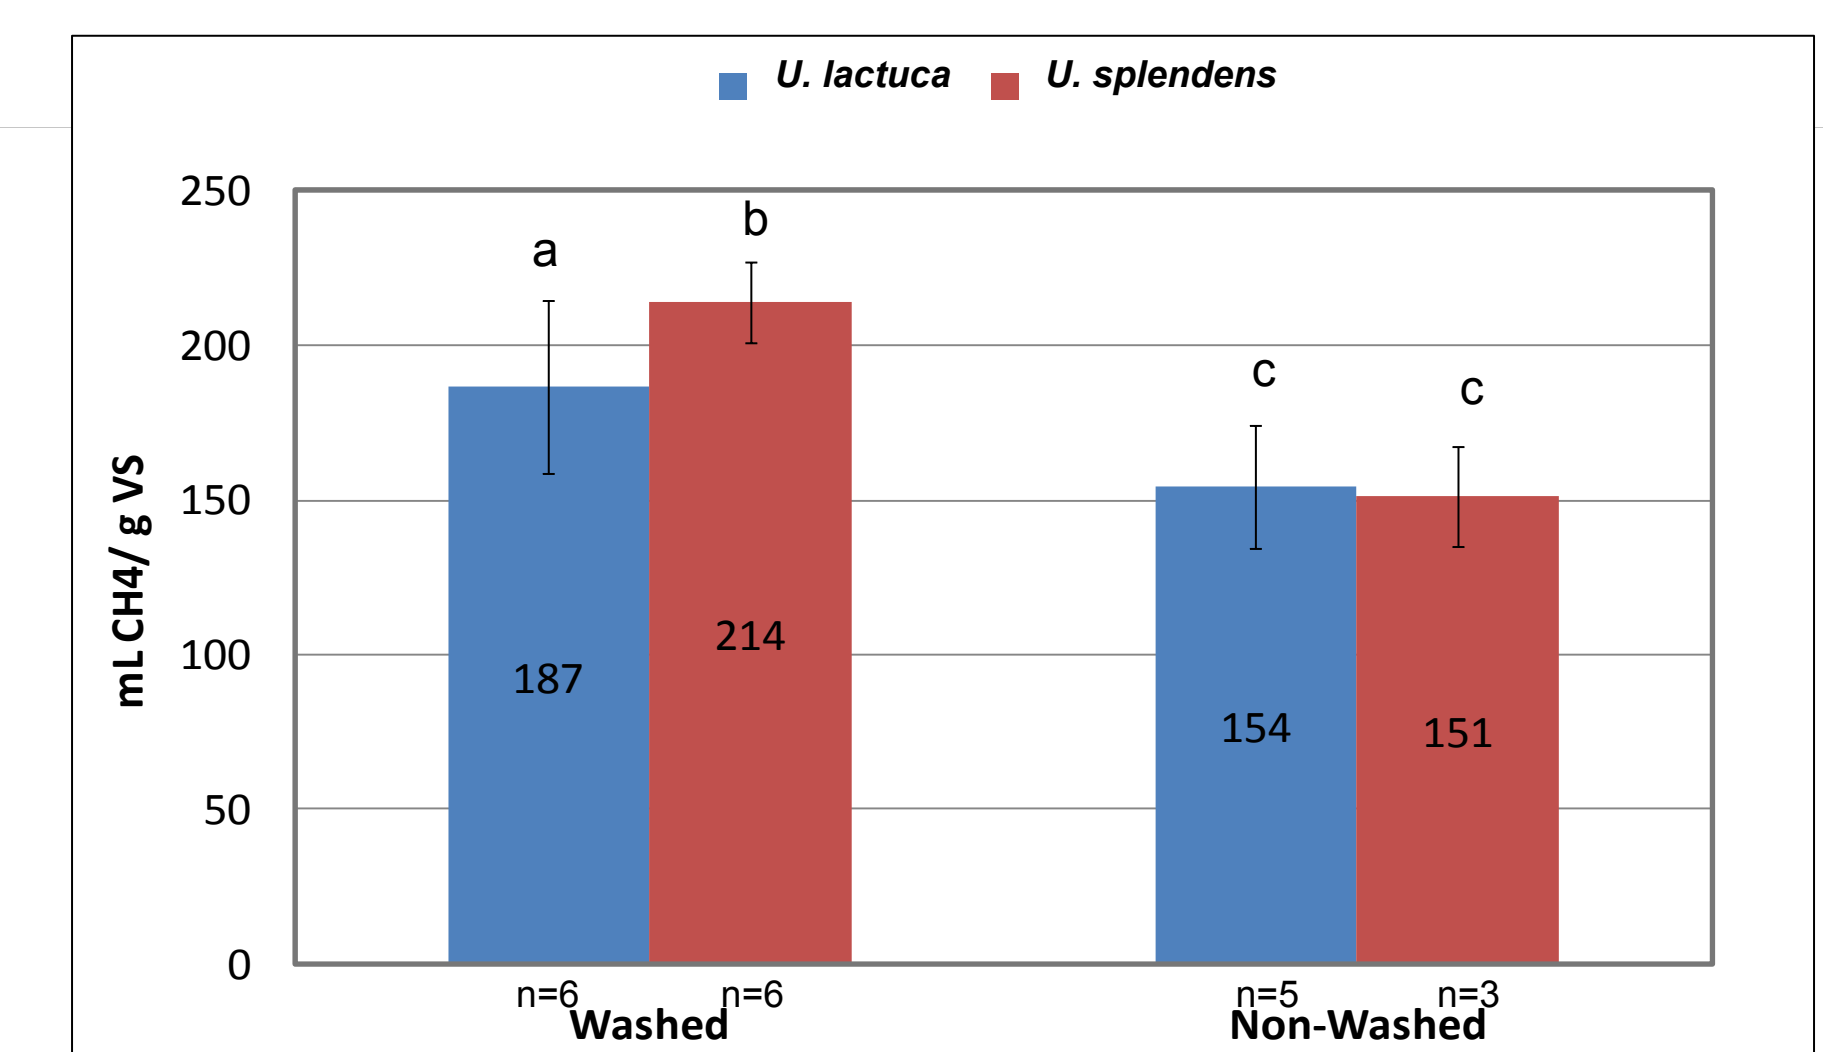 U. lactuca U. splendens
250
200
150
100
50
0
mL CH4/ g VS
a
b
c
c
187
214
154
151
n=6 n=6 n=5 n=3
Washed Non-Washed